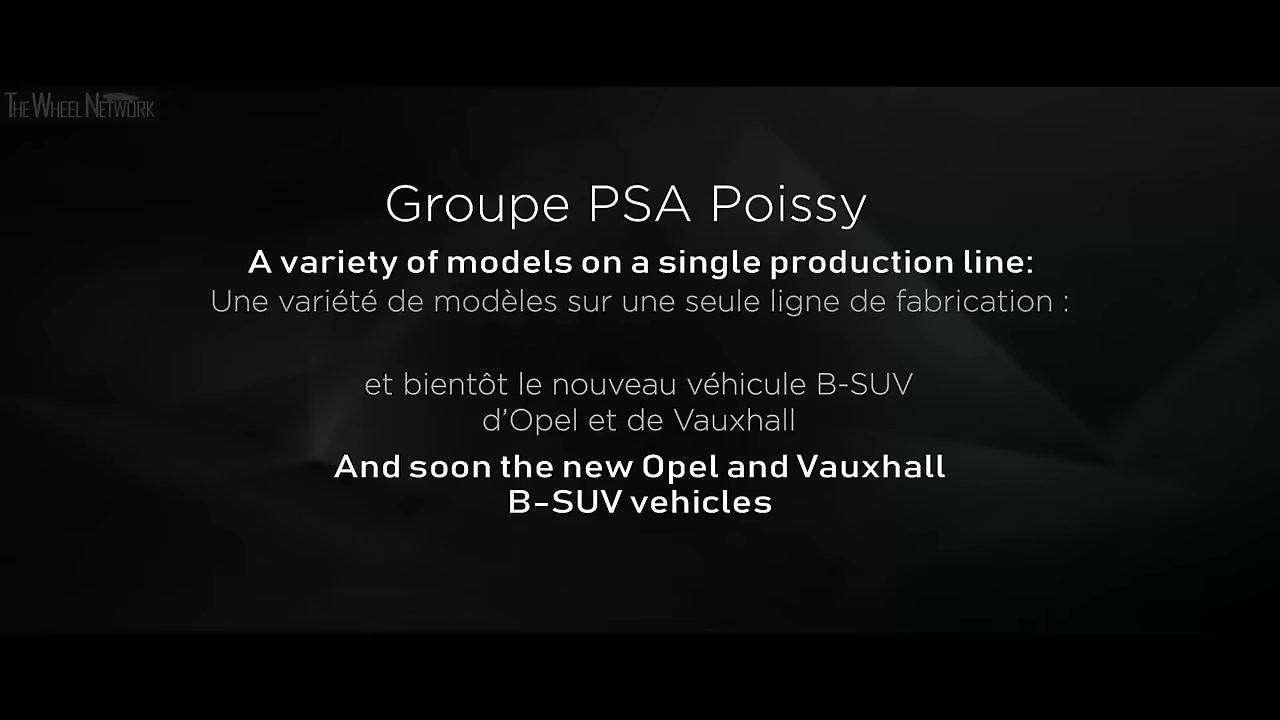 THE WHEEL NETWORK
Groupe PSA Poissy
A variety of models on a single production line:
Une variété de modèles sur une seule ligne de fabrication :
et bientôt le nouveau véhicule B-SUV
d’Opel et de Vauxhall
And soon the new Opel and Vauxhall
B-SUV vehicles